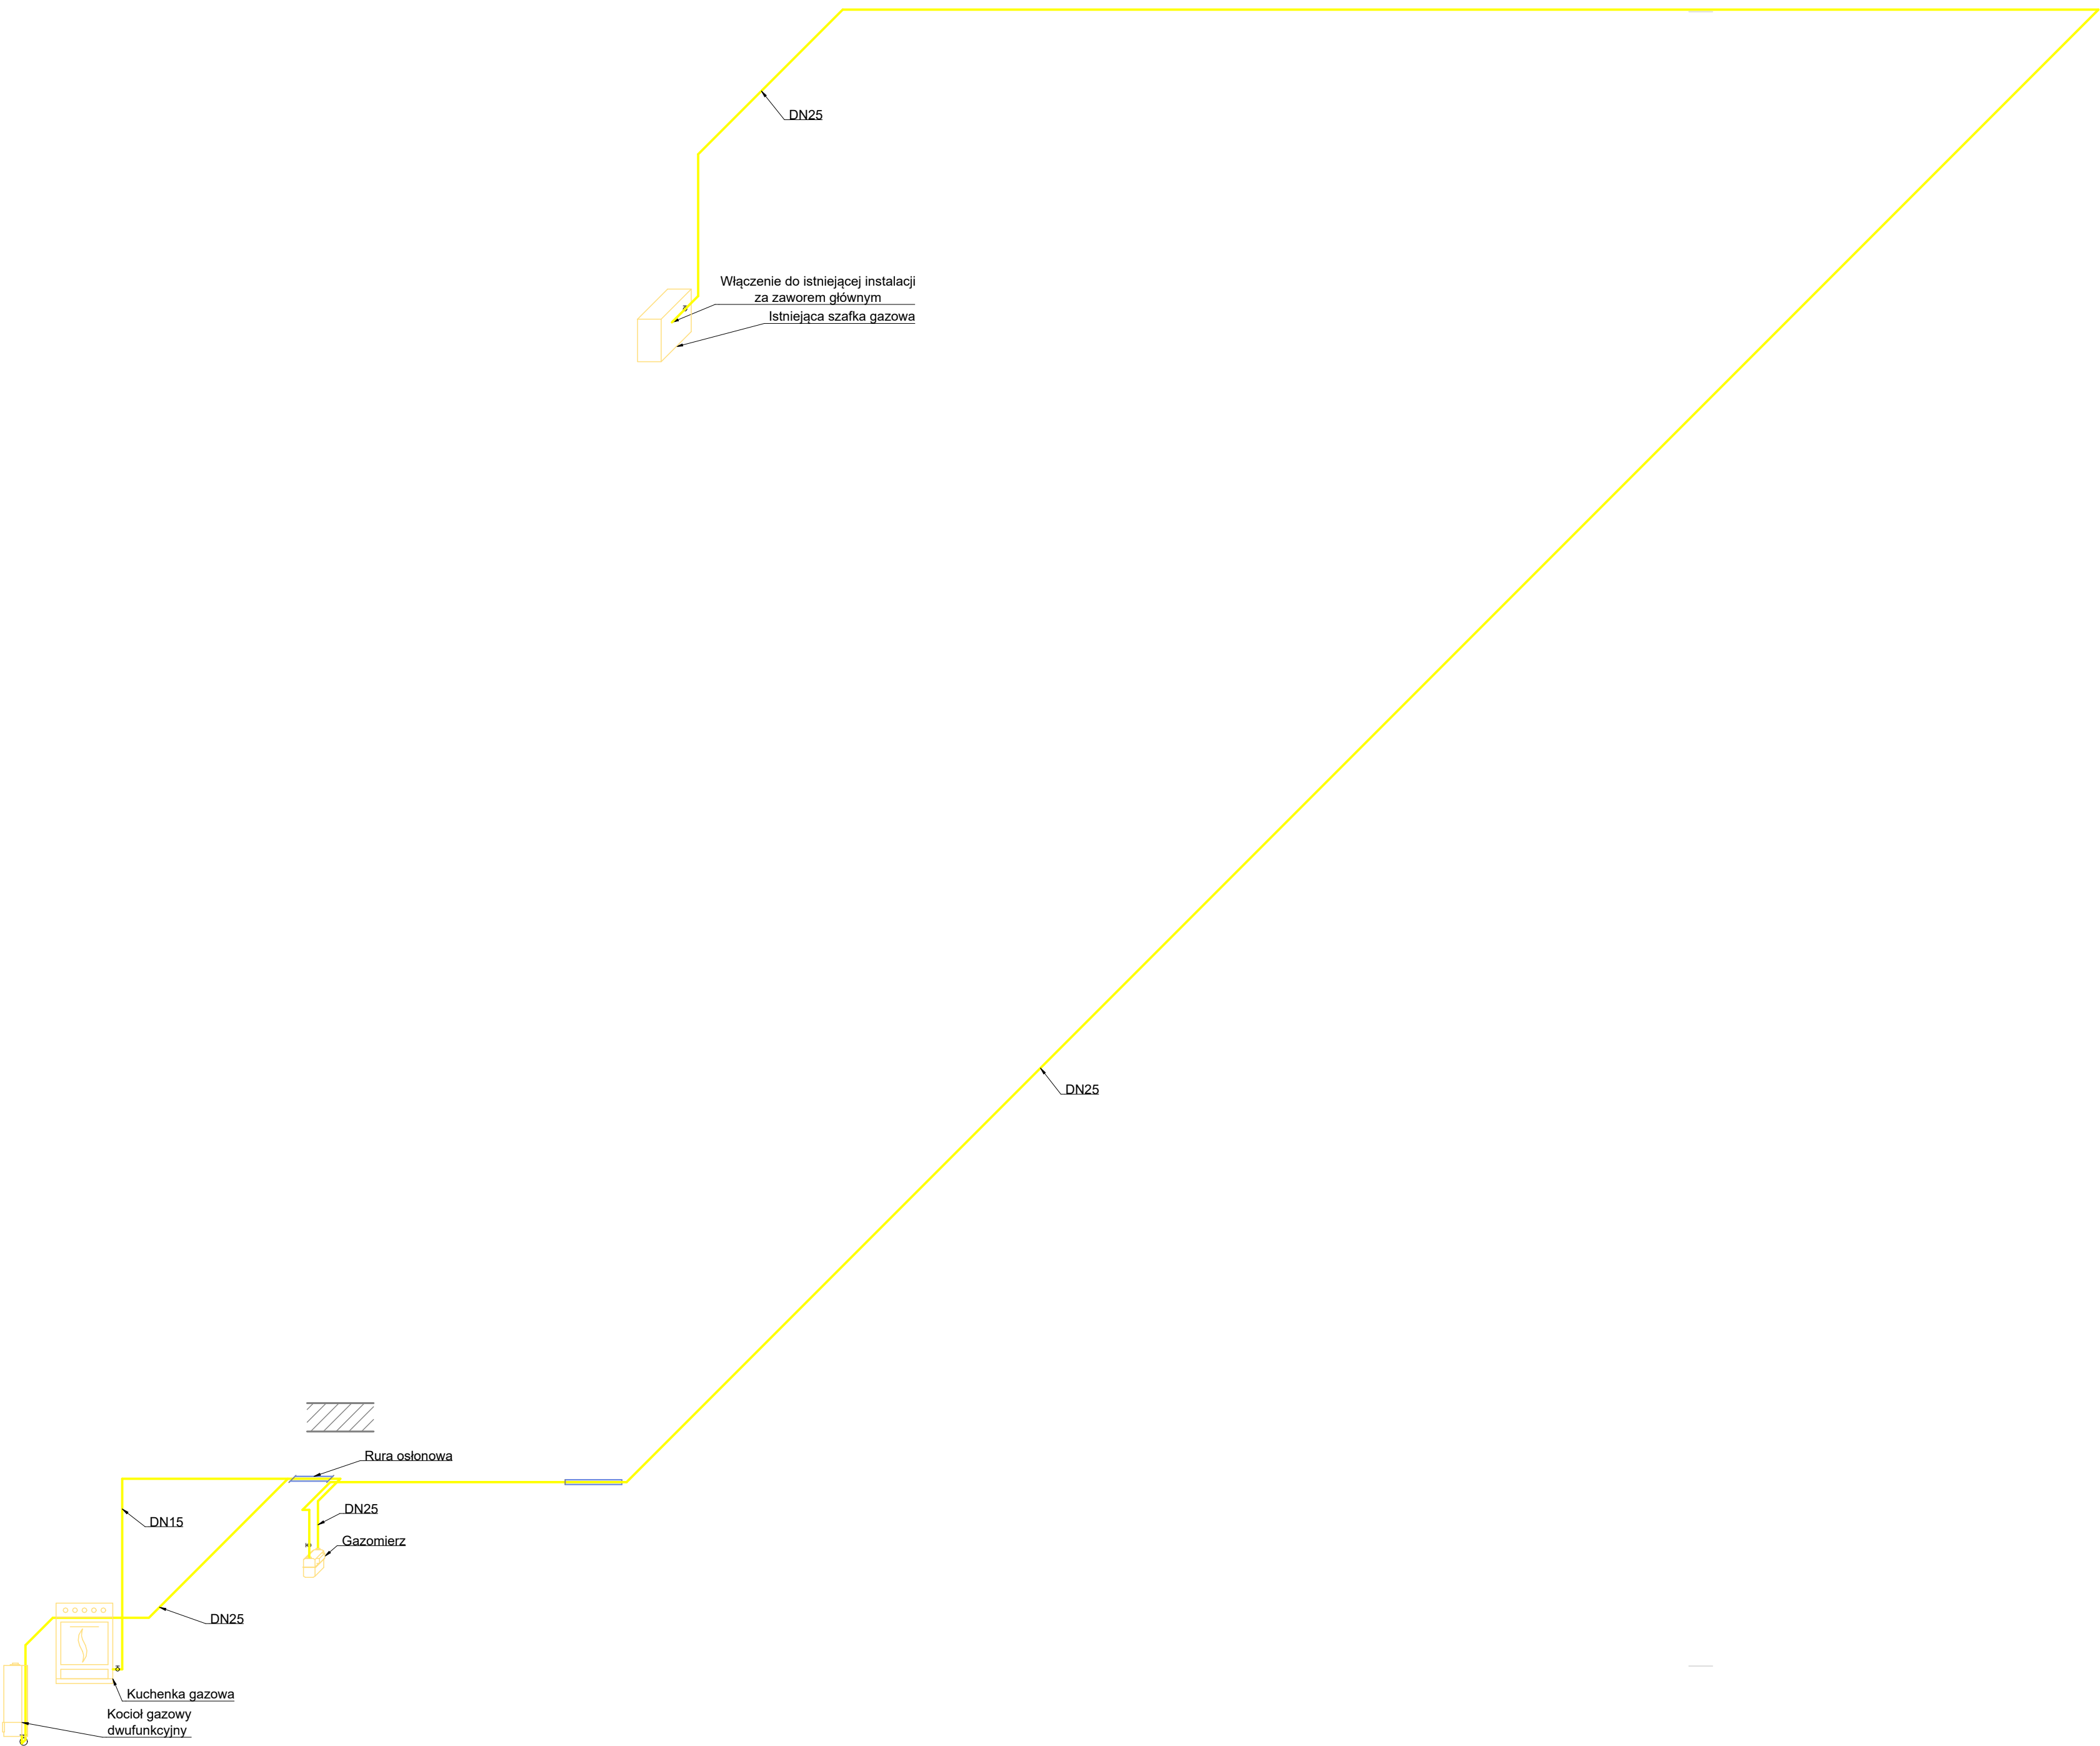 DN25
Włączenie do istniejącej instalacji
za zaworem głównym
Istniejąca szafka gazowa
DN25
Rura osłonowa
DN25
DN15
Gazomierz
DN25
Kuchenka gazowa
Kocioł gazowy
dwufunkcyjny